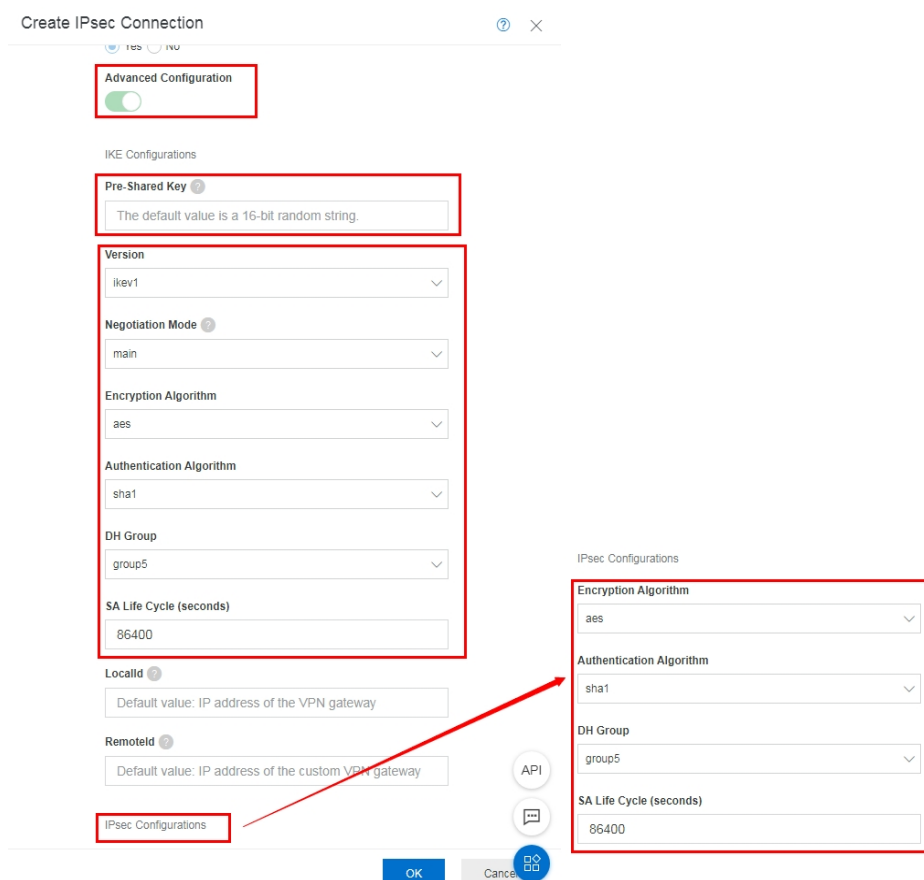 Create IPsec Connection
Yes No
Advanced Configuration
IKE Configurations
Pre-Shared Key
The default value is a 16-bit random string.
Version
ikev1
Negotiation Mode
main
Encryption Algorithm
aes
Authentication Algorithm
sha1
DH Group
group5
SA Life Cycle (seconds)
86400
LocalId
Default value: IP address of the VPN gateway
RemoteId
Default value: IP address of the custom VPN gateway
API
IPsec Configurations
OK
Cancel
IPsec Configurations
Encryption Algorithm
aes
Authentication Algorithm
sha1
DH Group
group5
SA Life Cycle (seconds)
86400